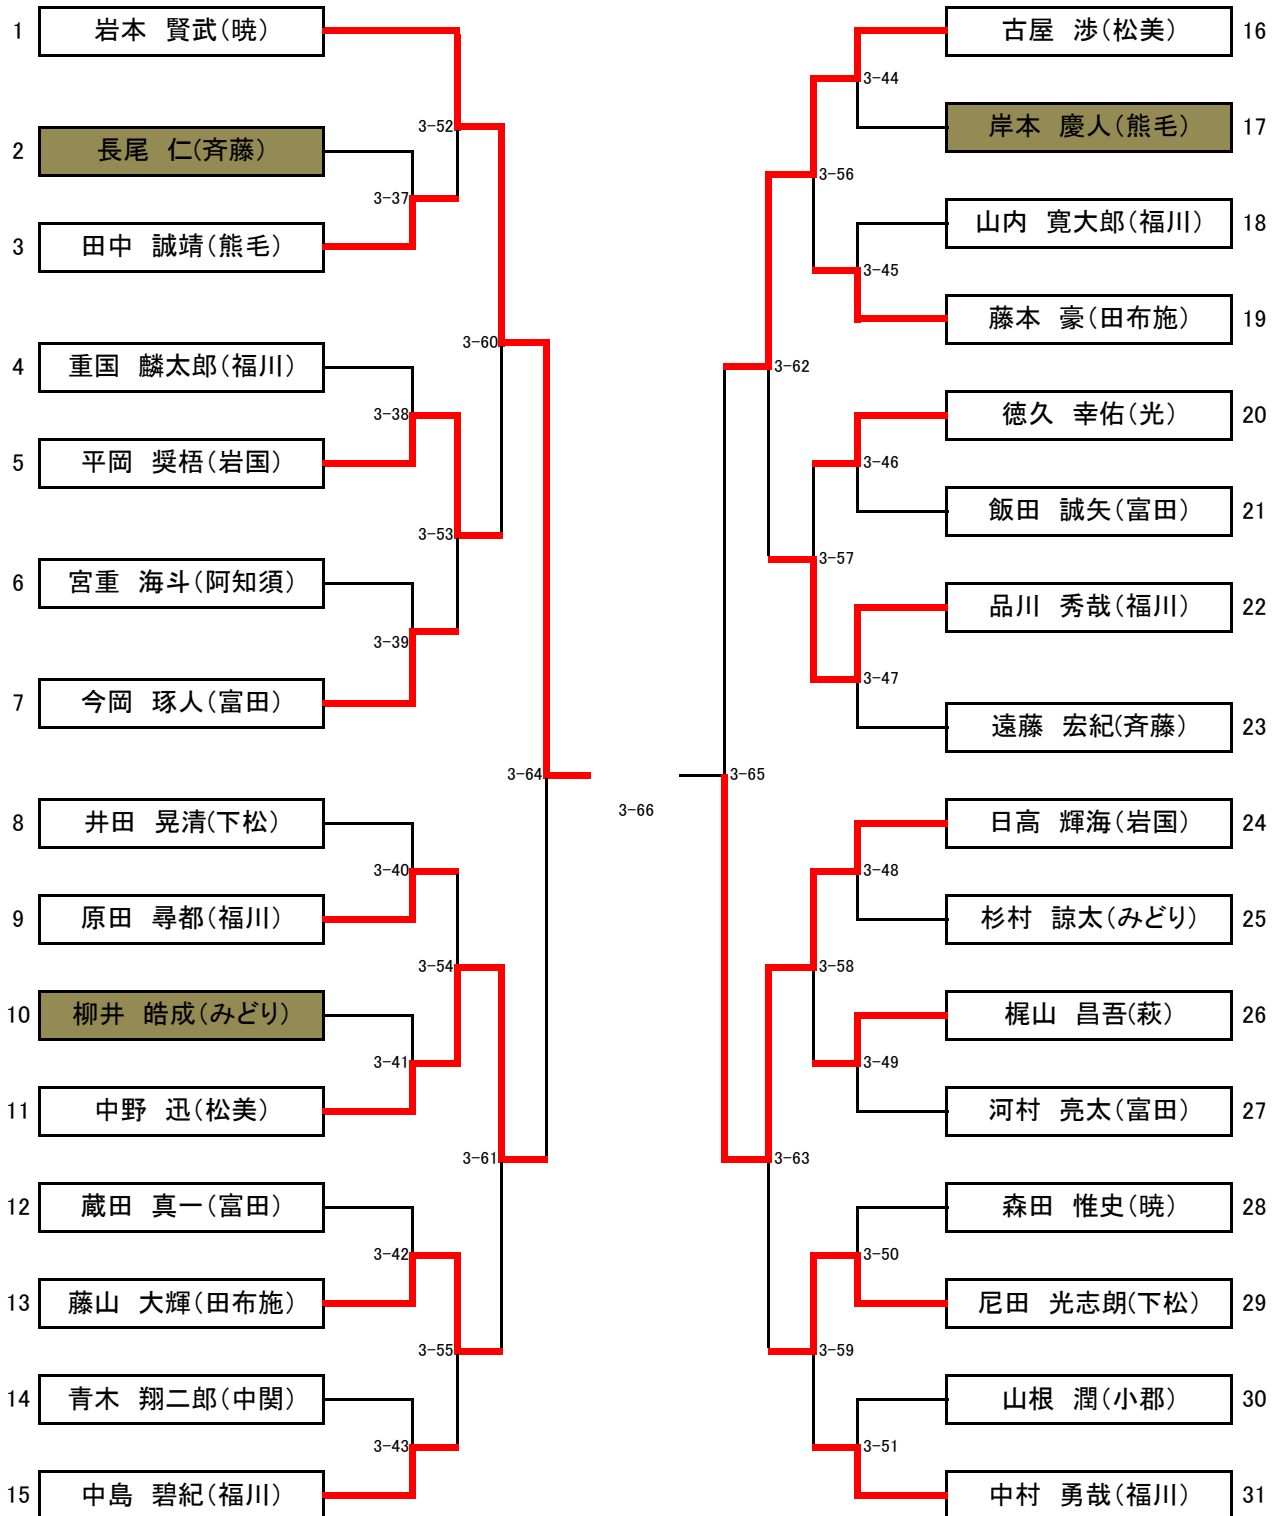 1 岩本 賢武(暁)
2 長尾 仁(斉藤)
3 田中 誠靖(熊毛)
4 重国 麟太郎(福川)
5 平岡 奨梧(岩国)
6 宮重 海斗(阿知須)
7 今岡 琢人(富田)
8 井田 晃清(下松)
9 原田 尋都(福川)
10 柳井 皓成(みどり)
11 中野 迅(松美)
12 蔵田 真一(富田)
13 藤山 大輝(田布施)
14 青木 翔二郎(中関)
15 中島 碧紀(福川)
3-37
3-38
3-39
3-40
3-41
3-42
3-43
3-52
3-53
3-54
3-55
3-60
3-61
3-64
3-66
3-65
3-62
3-63
3-56
3-57
3-58
3-59
3-44
3-45
3-46
3-47
3-48
3-49
3-50
3-51
古屋 渉(松美) 16
岸本 慶人(熊毛) 17
山内 寛大郎(福川) 18
藤本 豪(田布施) 19
徳久 幸佑(光) 20
飯田 誠矢(富田) 21
品川 秀哉(福川) 22
遠藤 宏紀(斉藤) 23
日高 輝海(岩国) 24
杉村 諒太(みどり) 25
梶山 昌吾(萩) 26
河村 亮太(富田) 27
森田 惟史(暁) 28
尼田 光志朗(下松) 29
山根 潤(小郡) 30
中村 勇哉(福川) 31